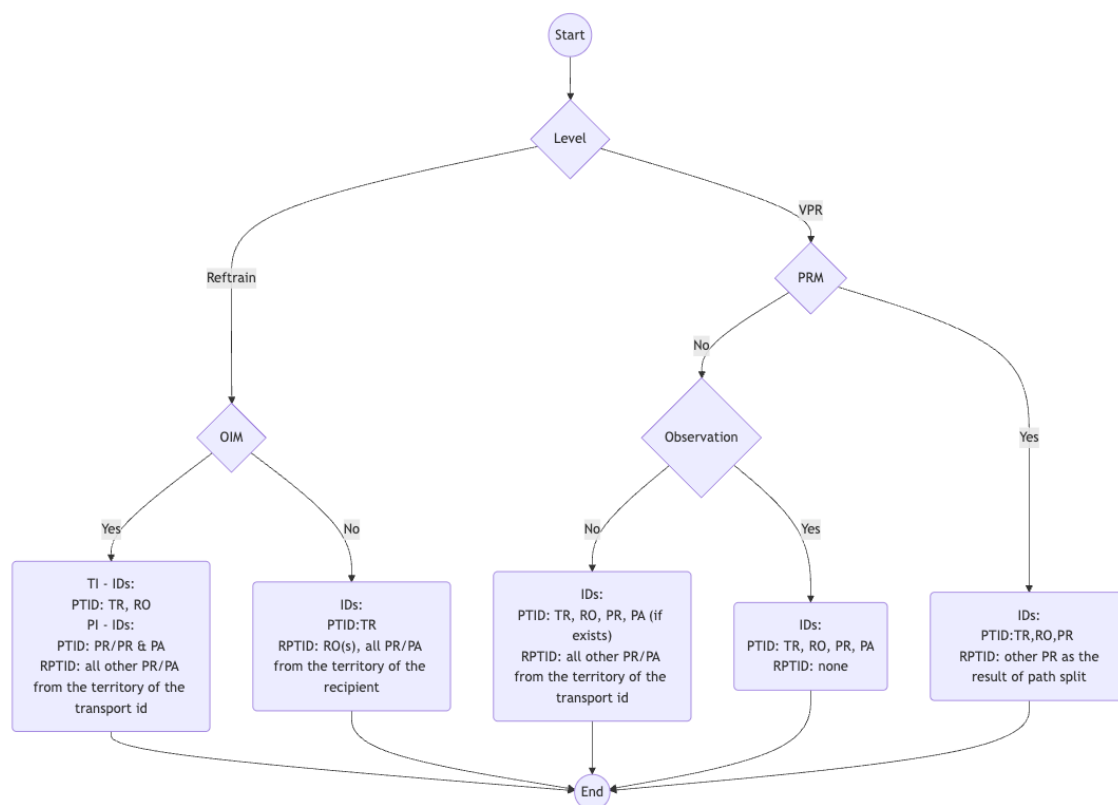 Start
Level
VPR
Reftrain
PRM
No
OIM
Observation
Yes
Yes
No
No
Yes
TI - IDs:
PTID: TR, RO
PI - IDs:
PTID: PR/PR & PA
RPTID: all other PR/PA
from the territory of the
transport id
IDs:
PTID:TR
RPTID: RO(s), all PR/PA
from the territory of the
recipient
IDs:
PTID: TR, RO, PR, PA (if
exists)
RPTID: all other PR/PA
from the territory of the
transport id
IDs:
PTID: TR, RO, PR, PA
RPTID: none
IDs:
PTID:TR,RO,PR
RPTID: other PR as the
result of path split
End